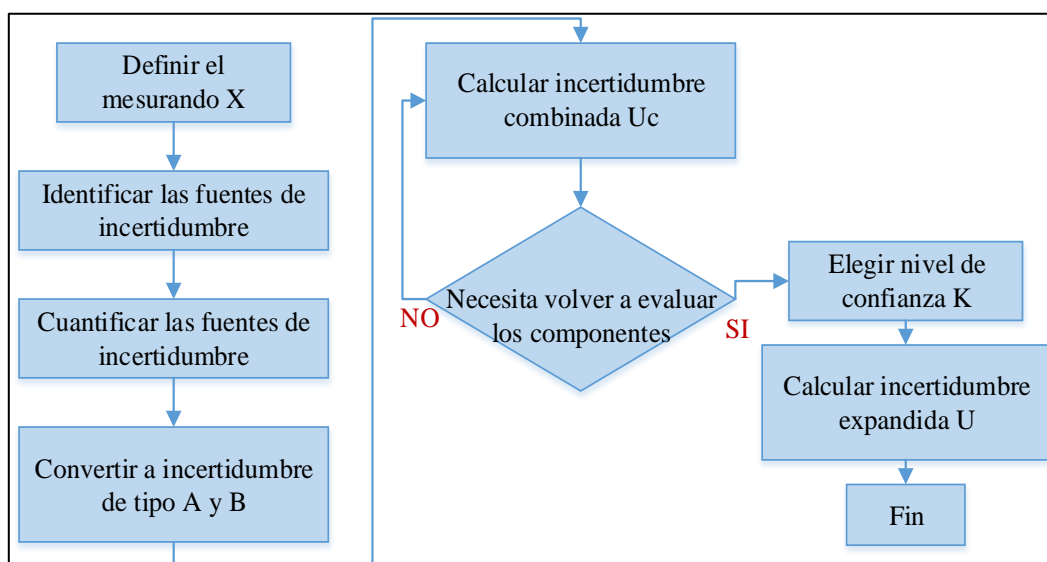 Definir el
mesurando X
Identificar las fuentes de
incertidumbre
Cuantificar las fuentes de
incertidumbre
Convertir a incertidumbre
de tipo A y B
Calcular incertidumbre
combinada Uc
Necesita volver a evaluar
los componentes
NO
SI
Elegir nivel de
confianza K
Calcular incertidumbre
expandida U
Fin